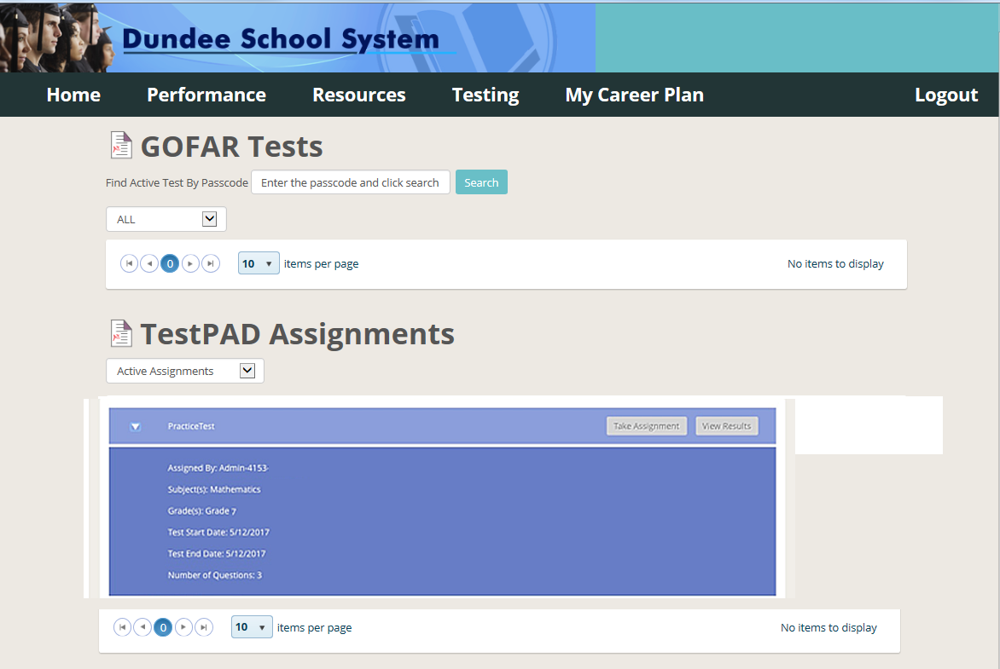 Dundee School System
Home Performance Resources Testing My Career Plan Logout
GOFAR Tests
Find Active Test By Passcode Enter the passcode and click search Search
ALL
0 10 items per page No items to display
TestPAD Assignments
Active Assignments
PracticeTest Take Assignment View Results
Assigned By: Admin-4153-
Subject(s): Mathematics
Grade(s): Grade 7
Test Start Date: 5/12/2017
Test End Date: 5/12/2017
Number of Questions: 3
0 10 items per page No items to display